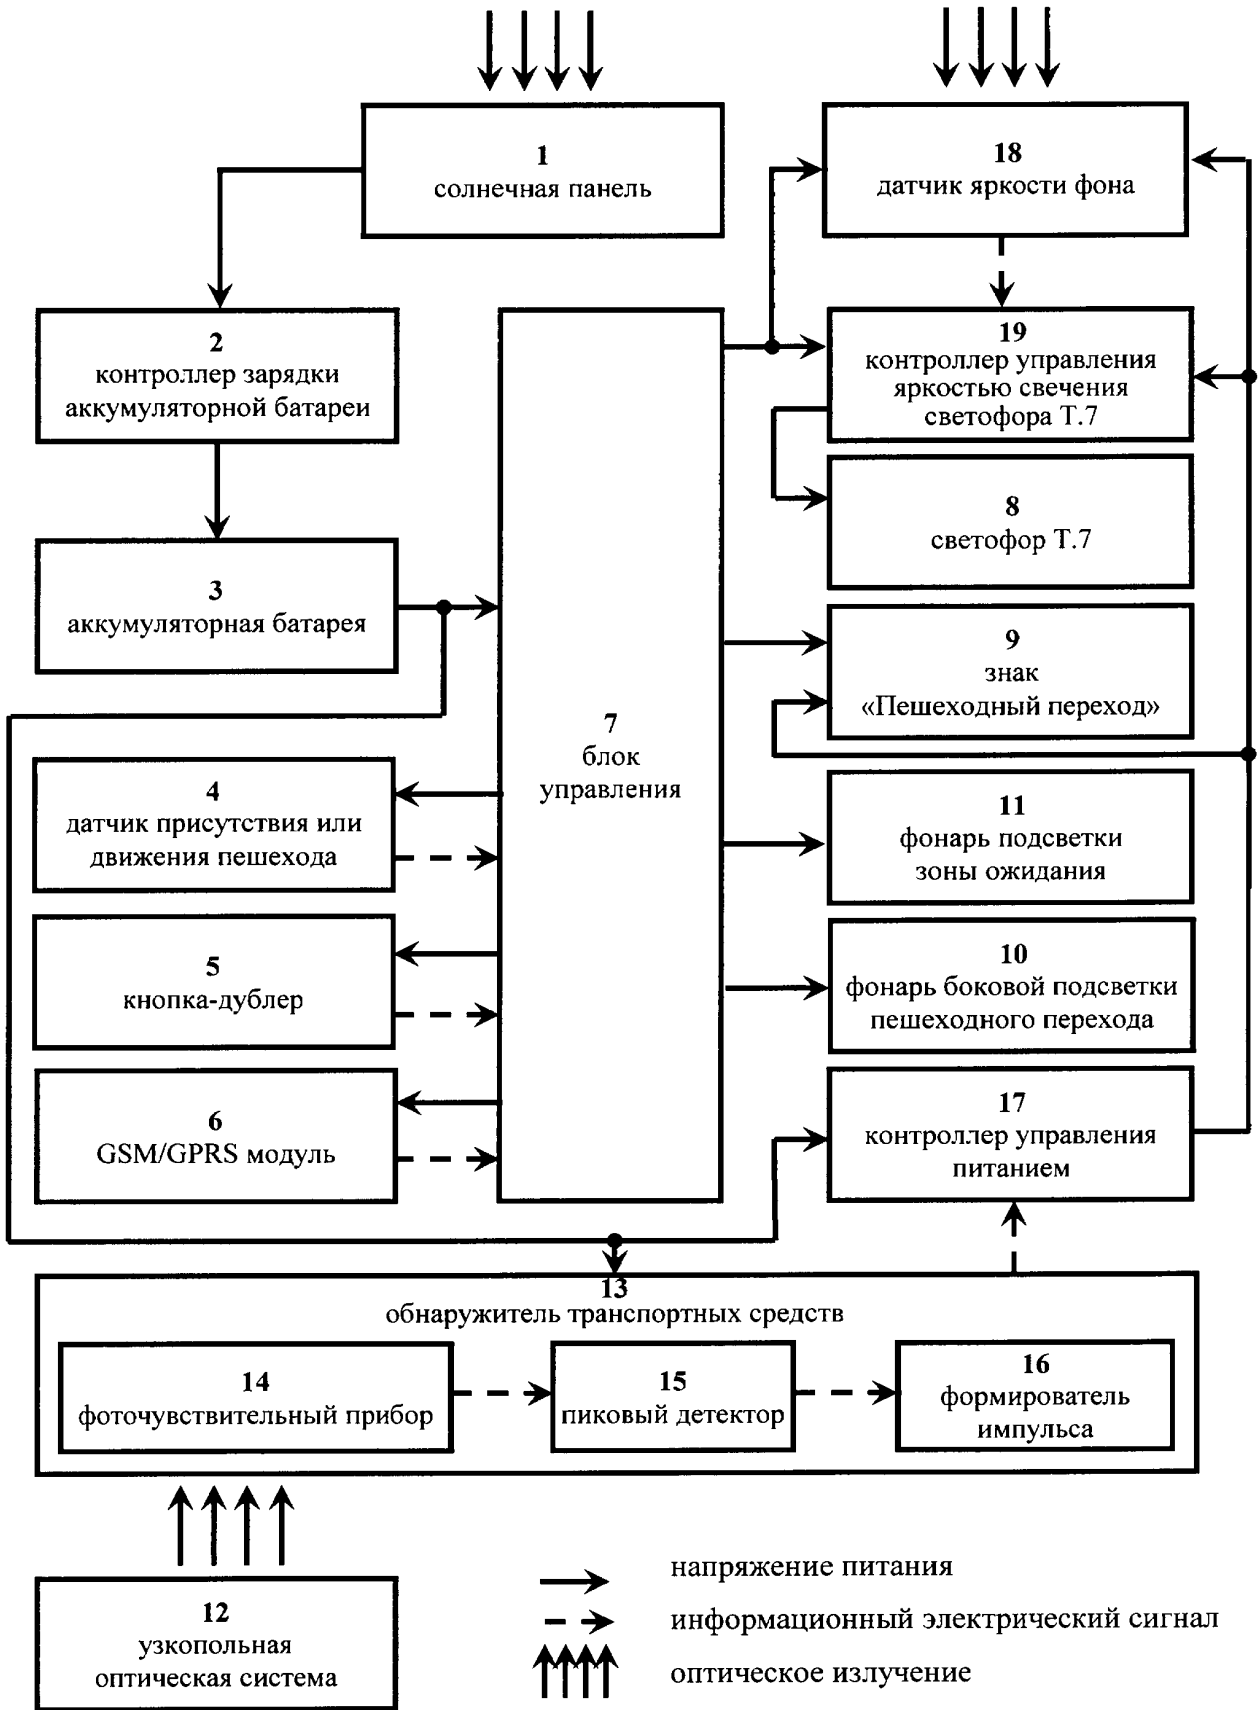 1
солнечная панель
18
датчик яркости фона
2
контроллер зарядки
аккумуляторной батареи
19
контроллер управления
яркостью свечения
светофора Т.7
8
светофор Т.7
3
аккумуляторная батарея
9
знак
«Пешеходный переход»
7
блок
управления
4
датчик присутствия или
движения пешехода
11
фонарь подсветки
зоны ожидания
5
кнопка-дублер
10
фонарь боковой подсветки
пешеходного перехода
6
GSM/GPRS модуль
17
контроллер управления
питанием
13
обнаружитель транспортных средств
14
фоточувствительный прибор
15
пиковый детектор
16
формирователь
импульса
12
узкопольная
оптическая система
напряжение питания
информационный электрический сигнал
оптическое излучение